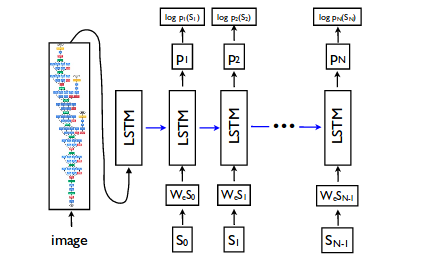 log p₁(S₁) log p₂(S₂) log pN(SN)
p₁ p₂ pN
LSTM LSTM LSTM LSTM
WeS₀ WeS₁ WeSN-1
image S₀ S₁ SN-1